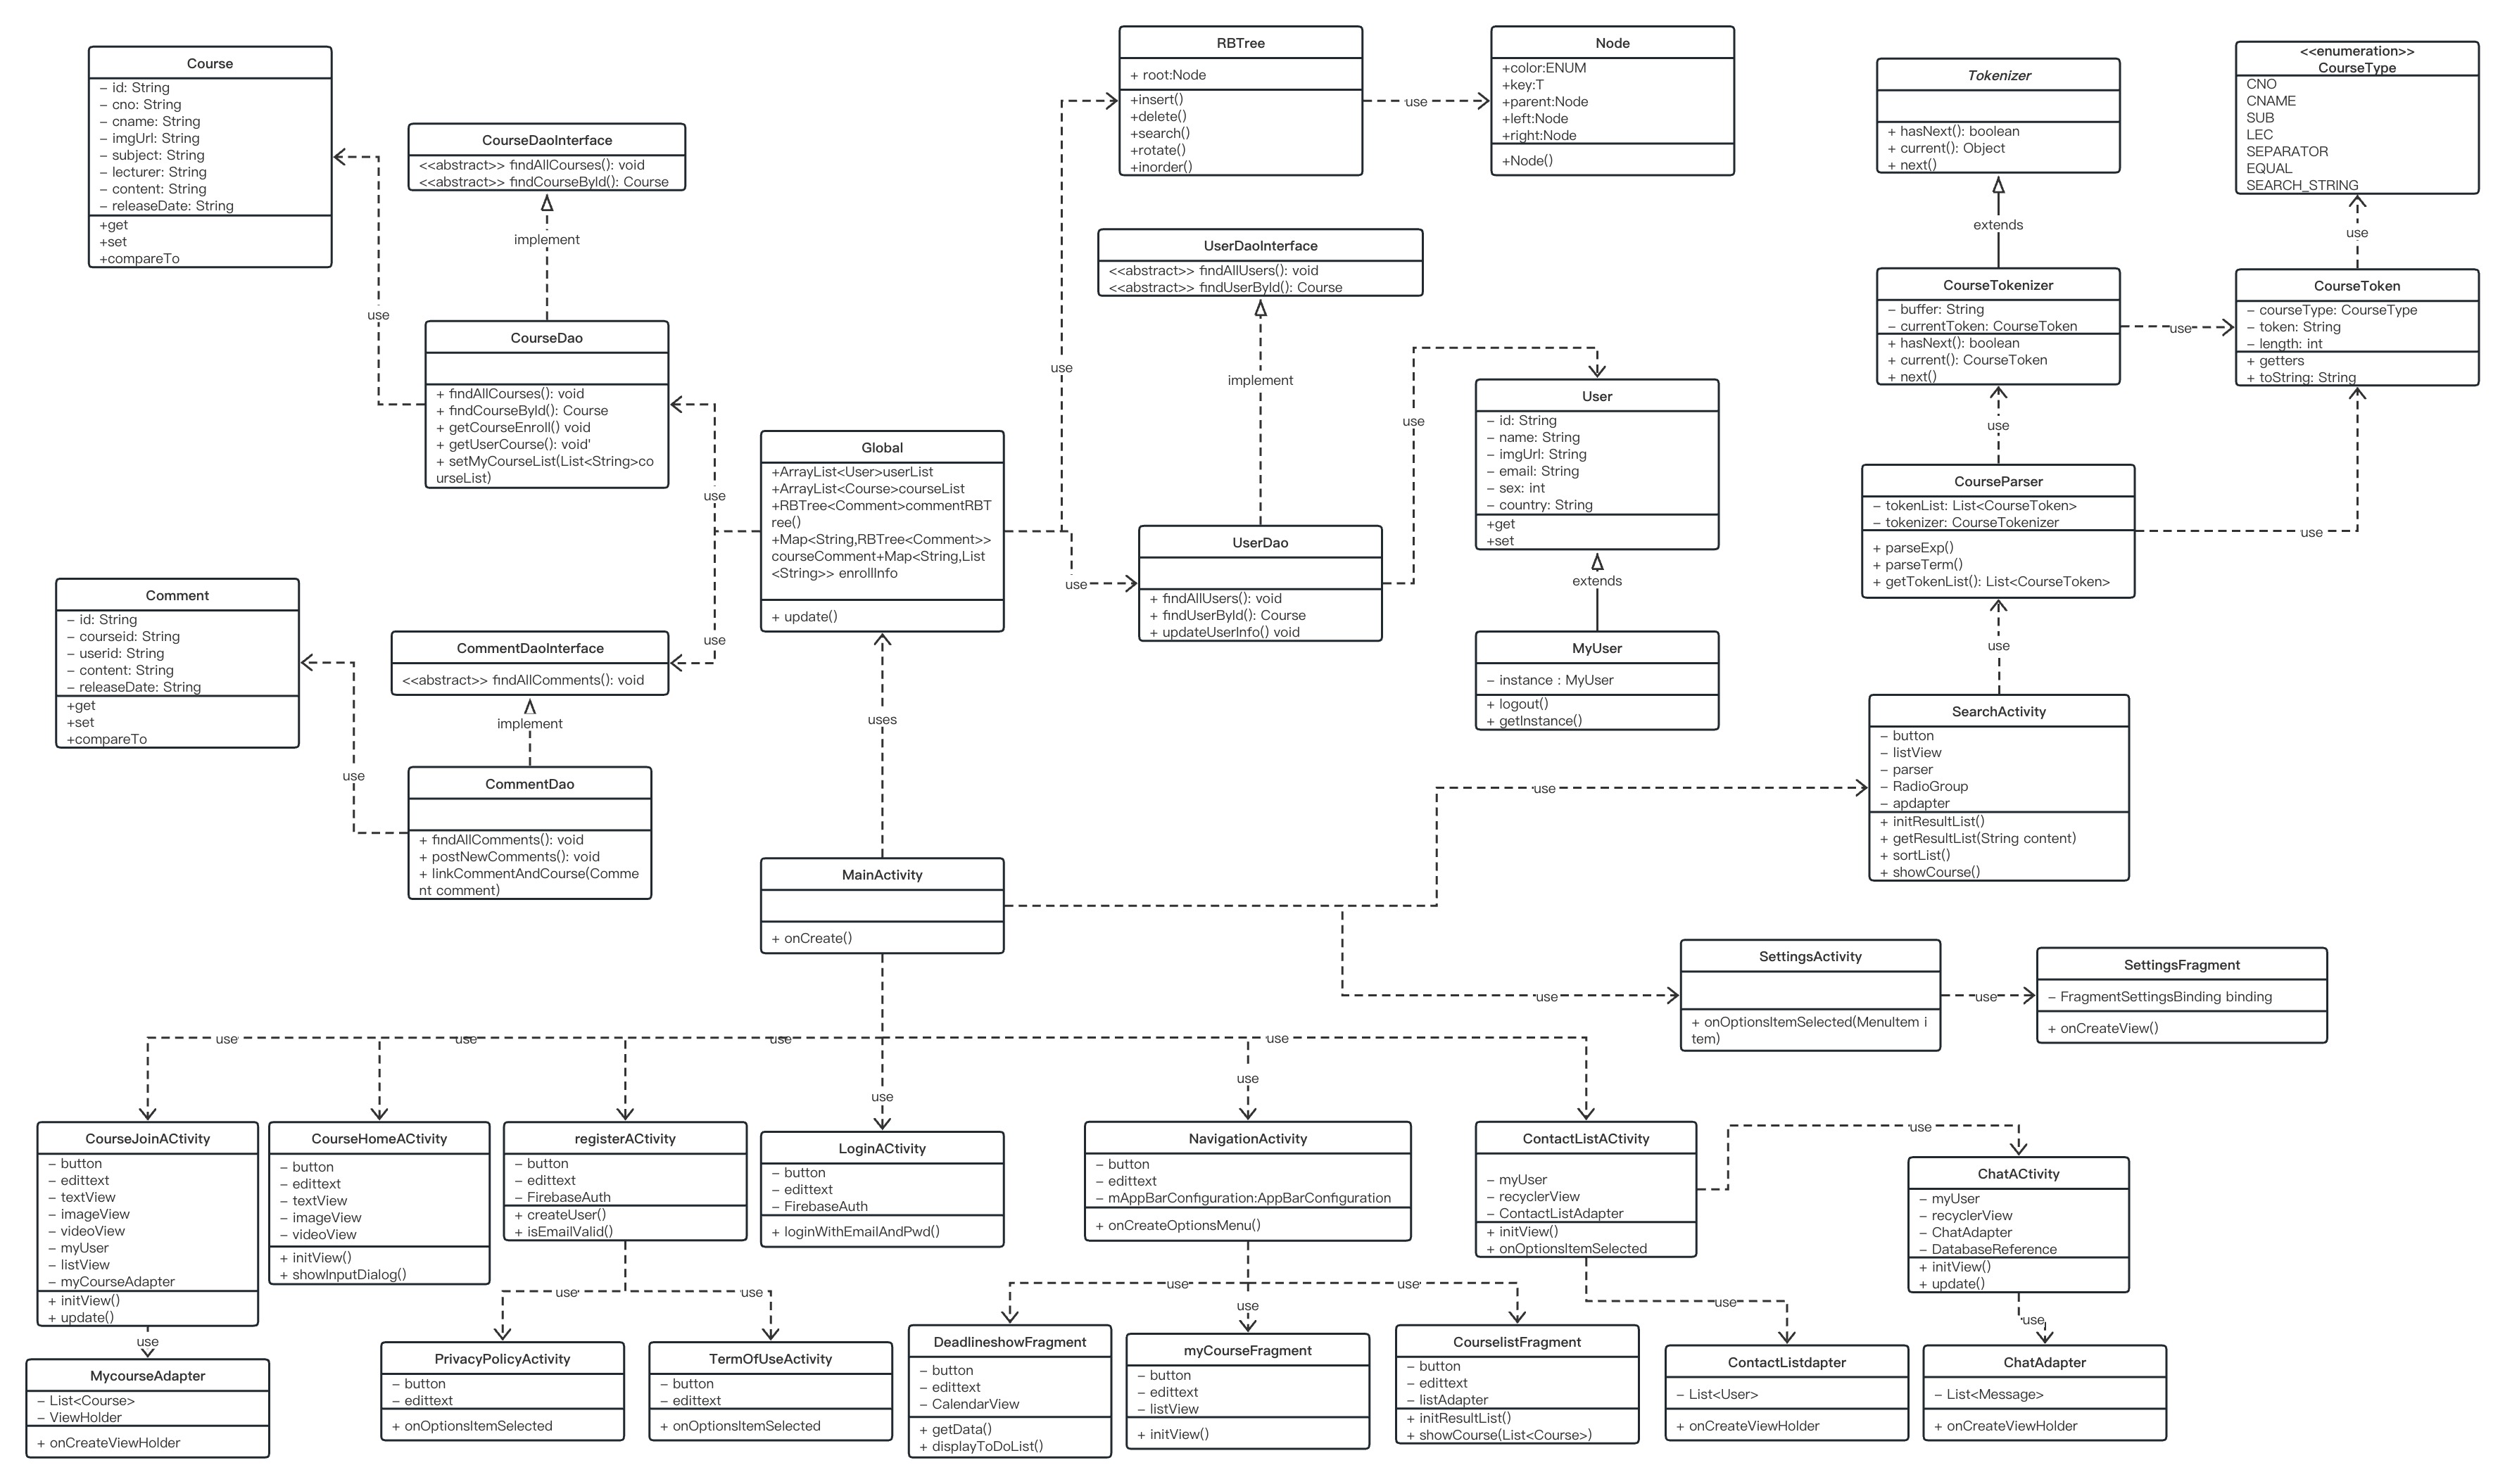 Course
– id: String
– cno: String
– cname: String
– imgUrl: String
– subject: String
– lecturer: String
– content: String
– releaseDate: String
+get
+set
+compareTo
CourseDaoInterface
<<abstract>> findAllCourses(): void
<<abstract>> findCourseById(): Course
implement
use
CourseDao
+ findAllCourses(): void
+ findCourseById(): Course
+ getCourseEnroll() void
+ getUserCourse(): void'
+ setMyCourseList(List<String>co
urseList)
RBTree
+ root:Node
+insert()
+delete()
+search()
+rotate()
+inorder()
use
Node
+color:ENUM
+key:T
+parent:Node
+left:Node
+right:Node
+Node()
Tokenizer
+ hasNext(): boolean
+ current(): Object
+ next()
<<enumeration>>
CourseType
CNO
CNAME
SUB
LEC
SEPARATOR
EQUAL
SEARCH_STRING
extends
use
UserDaoInterface
<<abstract>> findAllUsers(): void
<<abstract>> findUserById(): Course
implement
use
CourseTokenizer
– buffer: String
– currentToken: CourseToken
+ hasNext(): boolean
+ current(): CourseToken
+ next()
use
CourseToken
– courseType: CourseType
– token: String
– length: int
+ getters
+ toString: String
use
use
User
– id: String
– name: String
– imgUrl: String
– email: String
– sex: int
– country: String
+get
+set
extends
MyUser
– instance : MyUser
+ logout()
+ getInstance()
Global
+ArrayList<User>userList
+ArrayList<Course>courseList
+RBTree<Comment>commentRBT
ree()
+Map<String,RBTree<Comment>>
courseComment+Map<String,List
<String>> enrollInfo
+ update()
use
use
use
UserDao
+ findAllUsers(): void
+ findUserById(): Course
+ updateUserInfo() void
CourseParser
– tokenList: List<CourseToken>
– tokenizer: CourseTokenizer
+ parseExp()
+ parseTerm()
+ getTokenList(): List<CourseToken>
use
use
Comment
– id: String
– courseid: String
– userid: String
– content: String
– releaseDate: String
+get
+set
+compareTo
CommentDaoInterface
<<abstract>> findAllComments(): void
implement
use
CommentDao
+ findAllComments(): void
+ postNewComments(): void
+ linkCommentAndCourse(Comme
nt comment)
uses
SearchActivity
– button
– listView
– parser
– RadioGroup
– apdapter
+ initResultList()
+ getResultList(String content)
+ sortList()
+ showCourse()
use
MainActivity
+ onCreate()
use
SettingsActivity
+ onOptionsItemSelected(MenuItem i
tem)
use
SettingsFragment
– FragmentSettingsBinding binding
+ onCreateView()
use
use
use
use
use
use
CourseJoinACtivity
– button
– edittext
– textView
– imageView
– videoView
– myUser
– listView
– myCourseAdapter
+ initView()
+ update()
use
MycourseAdapter
– List<Course>
– ViewHolder
+ onCreateViewHolder
CourseHomeACtivity
– button
– edittext
– textView
– imageView
– videoView
+ initView()
+ showInputDialog()
registerACtivity
– button
– edittext
– FirebaseAuth
+ createUser()
+ isEmailValid()
use
use
PrivacyPolicyActivity
– button
– edittext
+ onOptionsItemSelected
TermOfUseActivity
– button
– edittext
+ onOptionsItemSelected
LoginACtivity
– button
– edittext
– FirebaseAuth
+ loginWithEmailAndPwd()
NavigationActivity
– button
– edittext
– mAppBarConfiguration:AppBarConfiguration
+ onCreateOptionsMenu()
use
use
use
DeadlineshowFragment
– button
– edittext
– CalendarView
+ getData()
+ displayToDoList()
myCourseFragment
– button
– edittext
– listView
+ initView()
CourselistFragment
– button
– edittext
– listAdapter
+ initResultList()
+ showCourse(List<Course>)
ContactListACtivity
– myUser
– recyclerView
– ContactListAdapter
+ initView()
+ onOptionsItemSelected
use
use
ContactListdapter
– List<User>
+ onCreateViewHolder
ChatACtivity
– myUser
– recyclerView
– ChatAdapter
– DatabaseReference
+ initView()
+ update()
use
ChatAdapter
– List<Message>
+ onCreateViewHolder